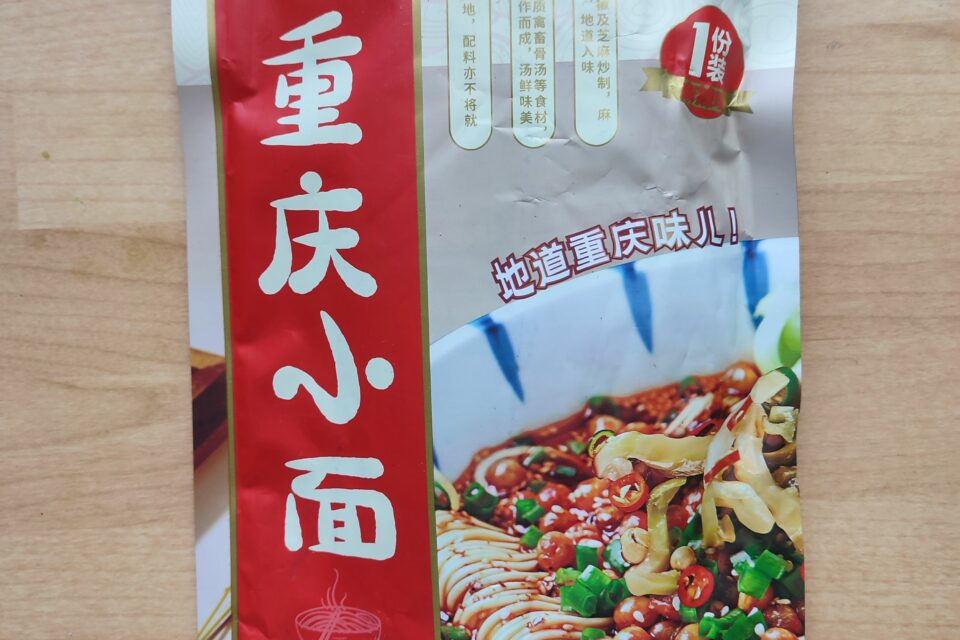 重庆小面
及芝麻炒制，麻
地道入味
质禽畜骨汤等食材，
作而成，汤鲜味美
地，配料亦不将就
1份装
地道重庆味儿！